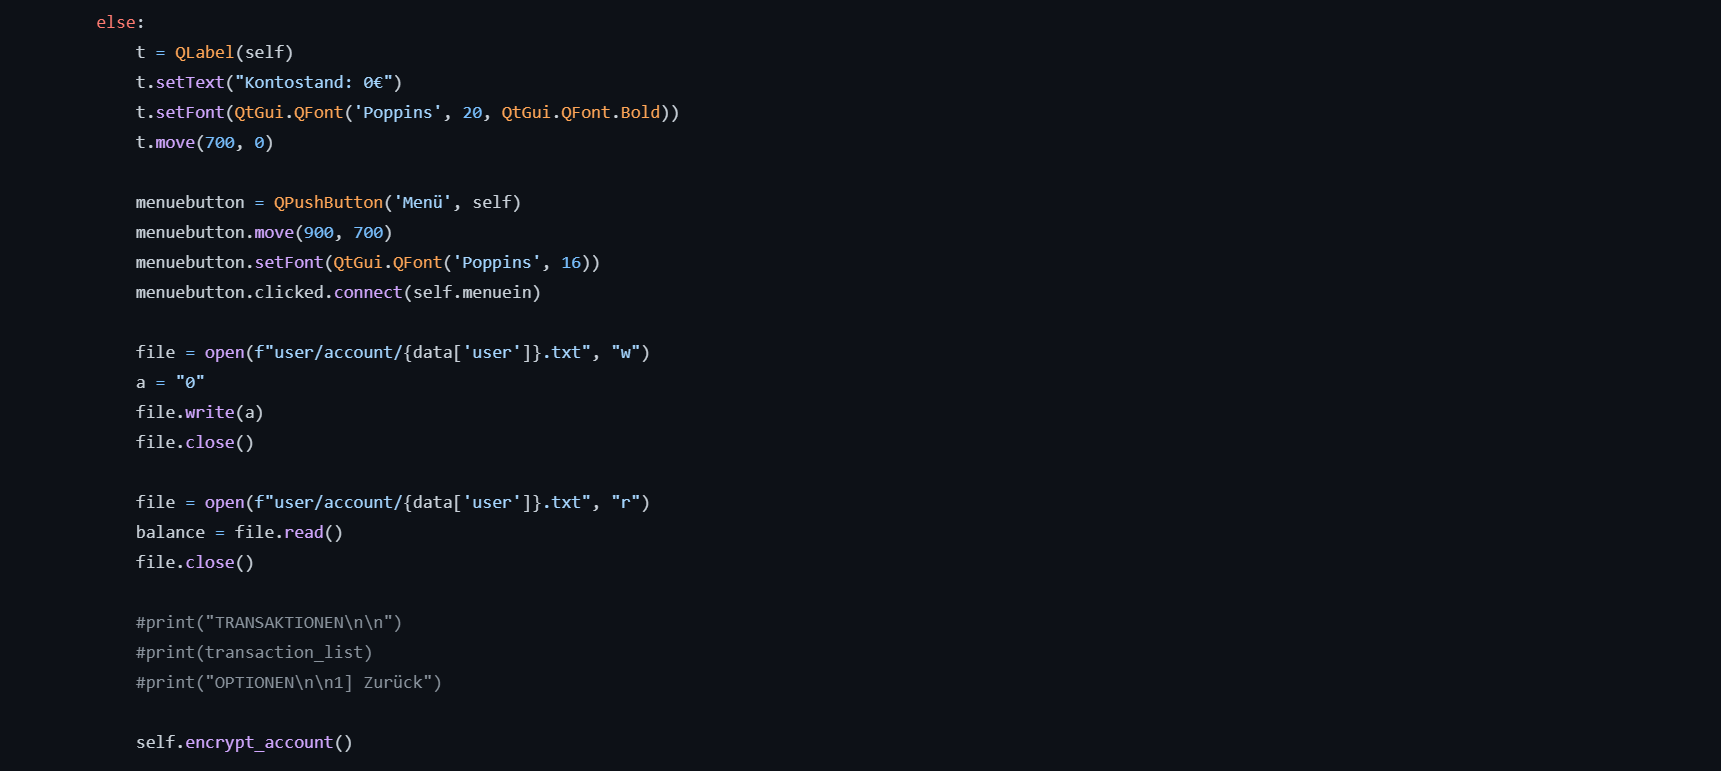 else:
t = QLabel(self)
t.setText("Kontostand: 0€")
t.setFont(QtGui.QFont('Poppins', 20, QtGui.QFont.Bold))
t.move(700, 0)
menuebutton = QPushButton('Menü', self)
menuebutton.move(900, 700)
menuebutton.setFont(QtGui.QFont('Poppins', 16))
menuebutton.clicked.connect(self.menuein)
file = open(f"user/account/{data['user']}.txt", "w")
a = "0"
file.write(a)
file.close()
file = open(f"user/account/{data['user']}.txt", "r")
balance = file.read()
file.close()
#print("TRANSAKTIONEN\n\n")
#print(transaction_list)
#print("OPTIONEN\n\n1] Zurück")
self.encrypt_account()